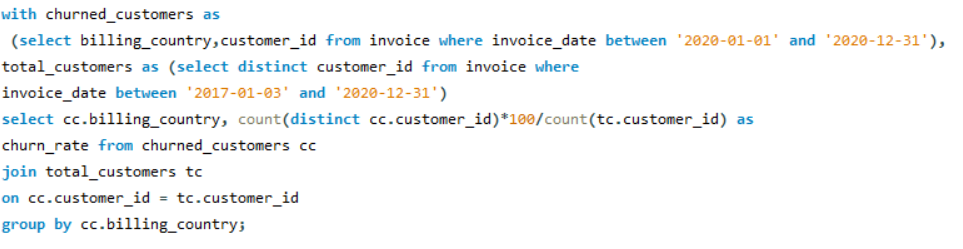 with churned_customers as
(select billing_country,customer_id from invoice where invoice_date between '2020-01-01' and '2020-12-31'),
total_customers as (select distinct customer_id from invoice where
invoice_date between '2017-01-03' and '2020-12-31')
select cc.billing_country, count(distinct cc.customer_id)*100/count(tc.customer_id) as
churn_rate from churned_customers cc
join total_customers tc
on cc.customer_id = tc.customer_id
group by cc.billing_country;